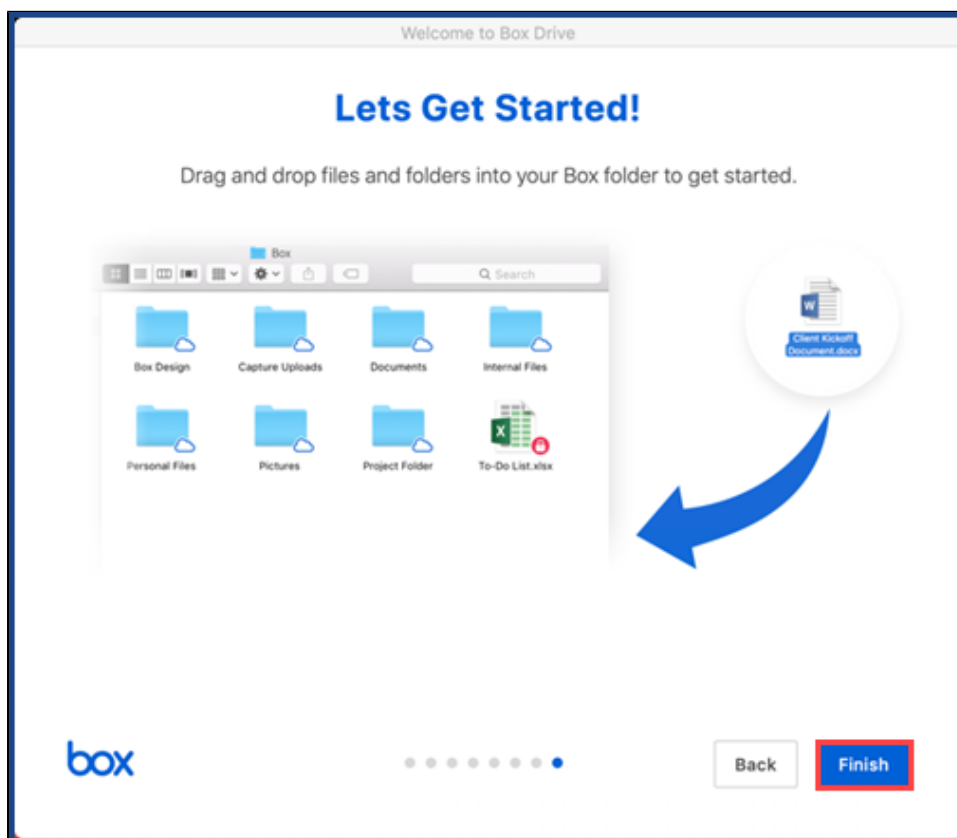 Welcome to Box Drive
Lets Get Started!
Drag and drop files and folders into your Box folder to get started.
Box
Search
W
Client Kickoff
Document.docx
Box Design
Capture Uploads
Documents
Internal Files
X
Personal Files
Pictures
Project Folder
To-Do List.xlsx
box
Back
Finish